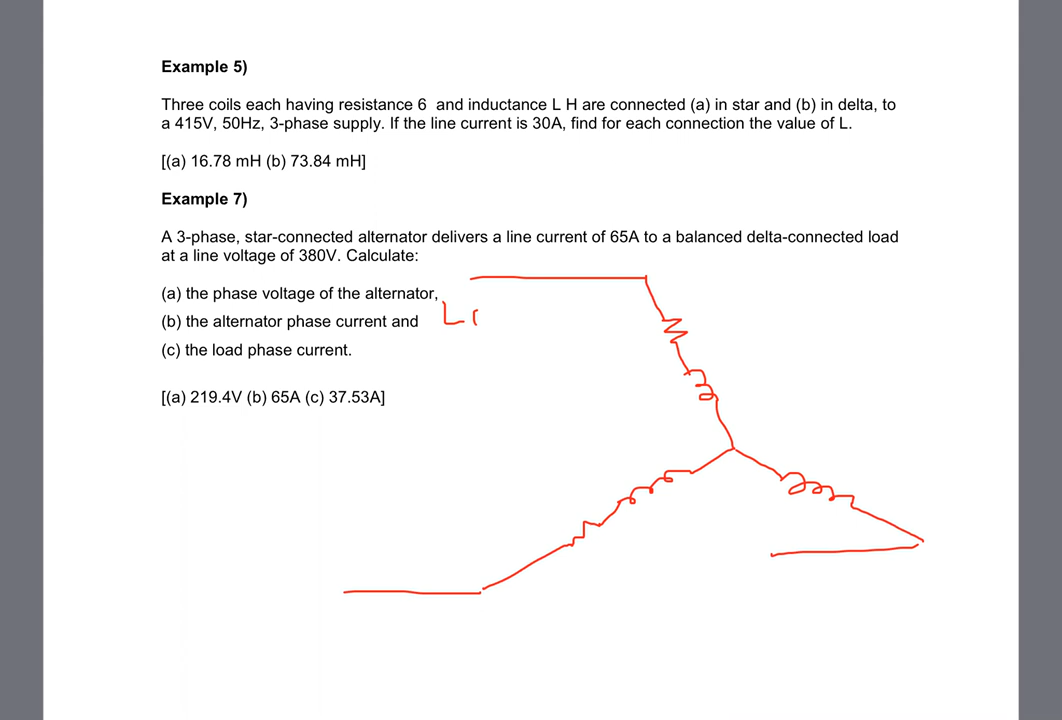 Example 5)
Three coils each having resistance 6 and inductance L H are connected (a) in star and (b) in delta, to
a 415V, 50Hz, 3-phase supply. If the line current is 30A, find for each connection the value of L.
[(a) 16.78 mH (b) 73.84 mH]
Example 7)
A 3-phase, star-connected alternator delivers a line current of 65A to a balanced delta-connected load
at a line voltage of 380V. Calculate:
(a) the phase voltage of the alternator,
(b) the alternator phase current and
(c) the load phase current.
[(a) 219.4V (b) 65A (c) 37.53A]